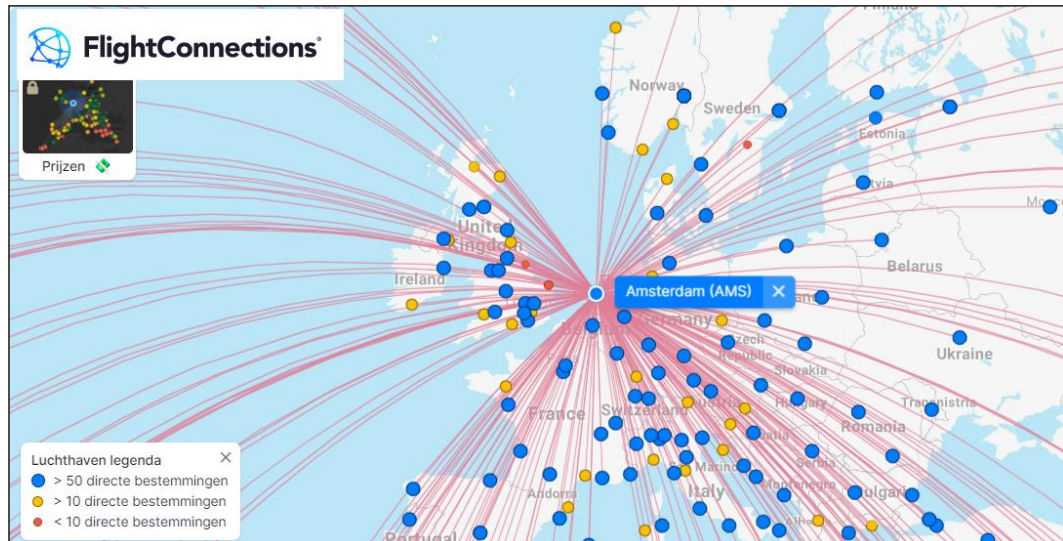 FlightConnections®
Norway
Sweden
Prijzen
Estonia
United
Kingdom
Ireland
Belarus
Amsterdam (AMS)
Germany
Czech
Republic
Ukraine
Slovakia
France
Switzerland
Austria
Hungary
Transnistria
Romania
Serbia
Luchthaven legenda
> 50 directe bestemmingen
> 10 directe bestemmingen
< 10 directe bestemmingen
Andorra
Italy
Montenegro
Portugal